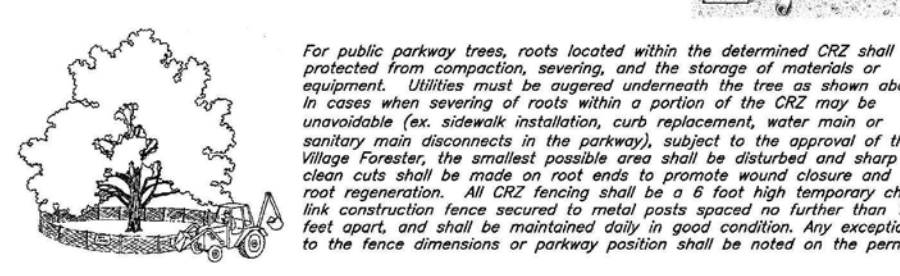 For public parkway trees, roots located within the determined CRZ shall
protected from compaction, severing, and the storage of materials or
equipment. Utilities must be augered underneath the tree as shown
In cases when severing of roots within a portion of the CRZ may be
unavoidable (ex. sidewalk installation, curb replacement, water main or
sanitary main disconnects in the parkway), subject to the approval of
Village Forester, the smallest possible area shall be disturbed and sharp
clean cuts shall be made on root ends to promote wound closure and
root regeneration. All CRZ fencing shall be a 6 foot high temporary
link construction fence secured to metal posts spaced no further than
feet apart, and shall be maintained daily in good condition. Any
to the fence dimensions or parkway position shall be noted on the